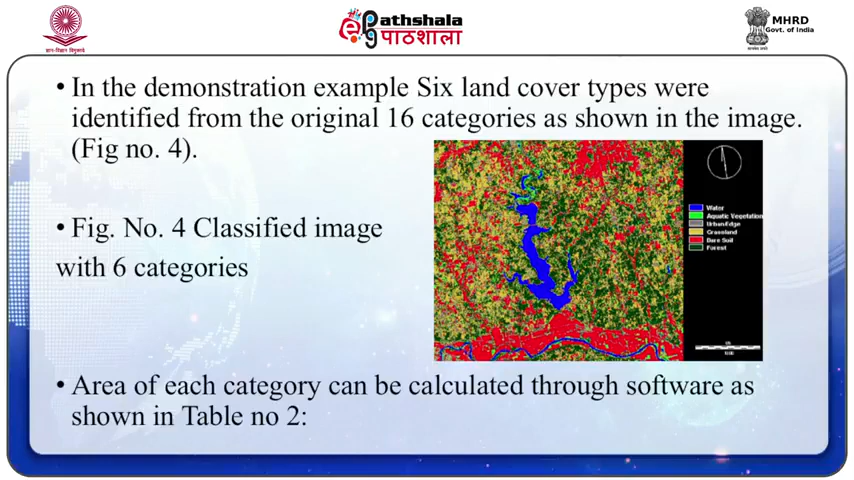 ePathshala
पाठशाला
MHRD
Govt. of India
• In the demonstration example Six land cover types were
identified from the original 16 categories as shown in the image.
(Fig no. 4).
• Fig. No. 4 Classified image
with 6 categories
Water
Aquatic Vegetation
Urban-Edge
Grassland
Bare Soil
Forest
• Area of each category can be calculated through software as
shown in Table no 2: